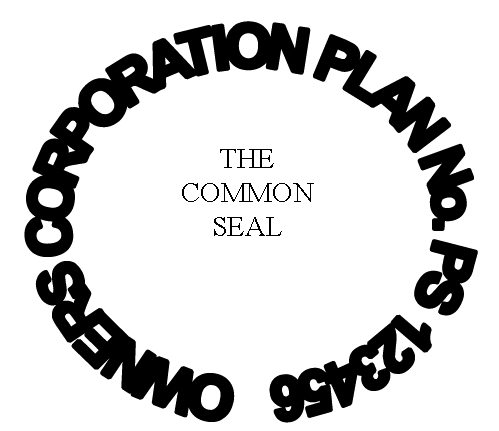 OWNERS CORPORATION PLAN No. PS 123456
THE
COMMON
SEAL